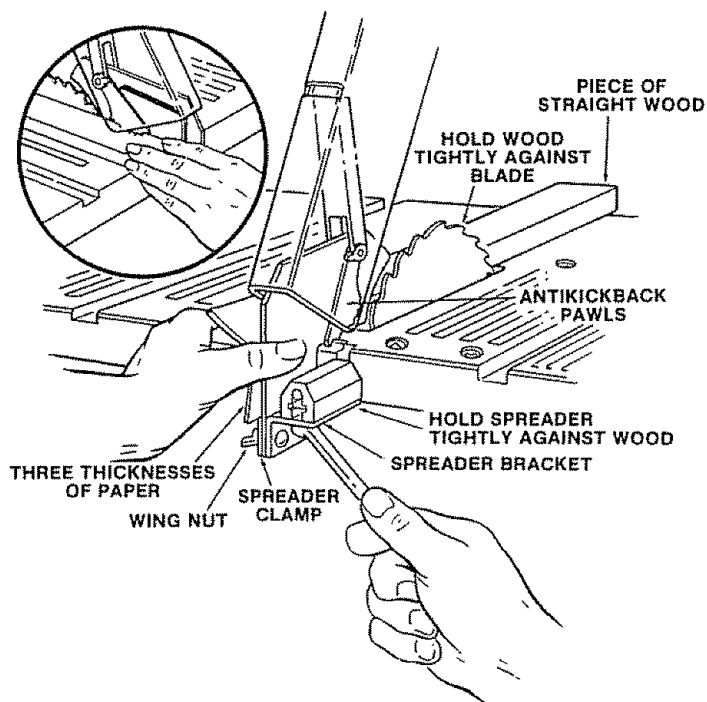 PIECE OF
STRAIGHT WOOD
HOLD WOOD
TIGHTLY AGAINST
BLADE
ANTIKICKBACK
PAWLS
HOLD SPREADER
TIGHTLY AGAINST WOOD
SPREADER BRACKET
THREE THICKNESSES
OF PAPER
SPREADER
CLAMP
WING NUT